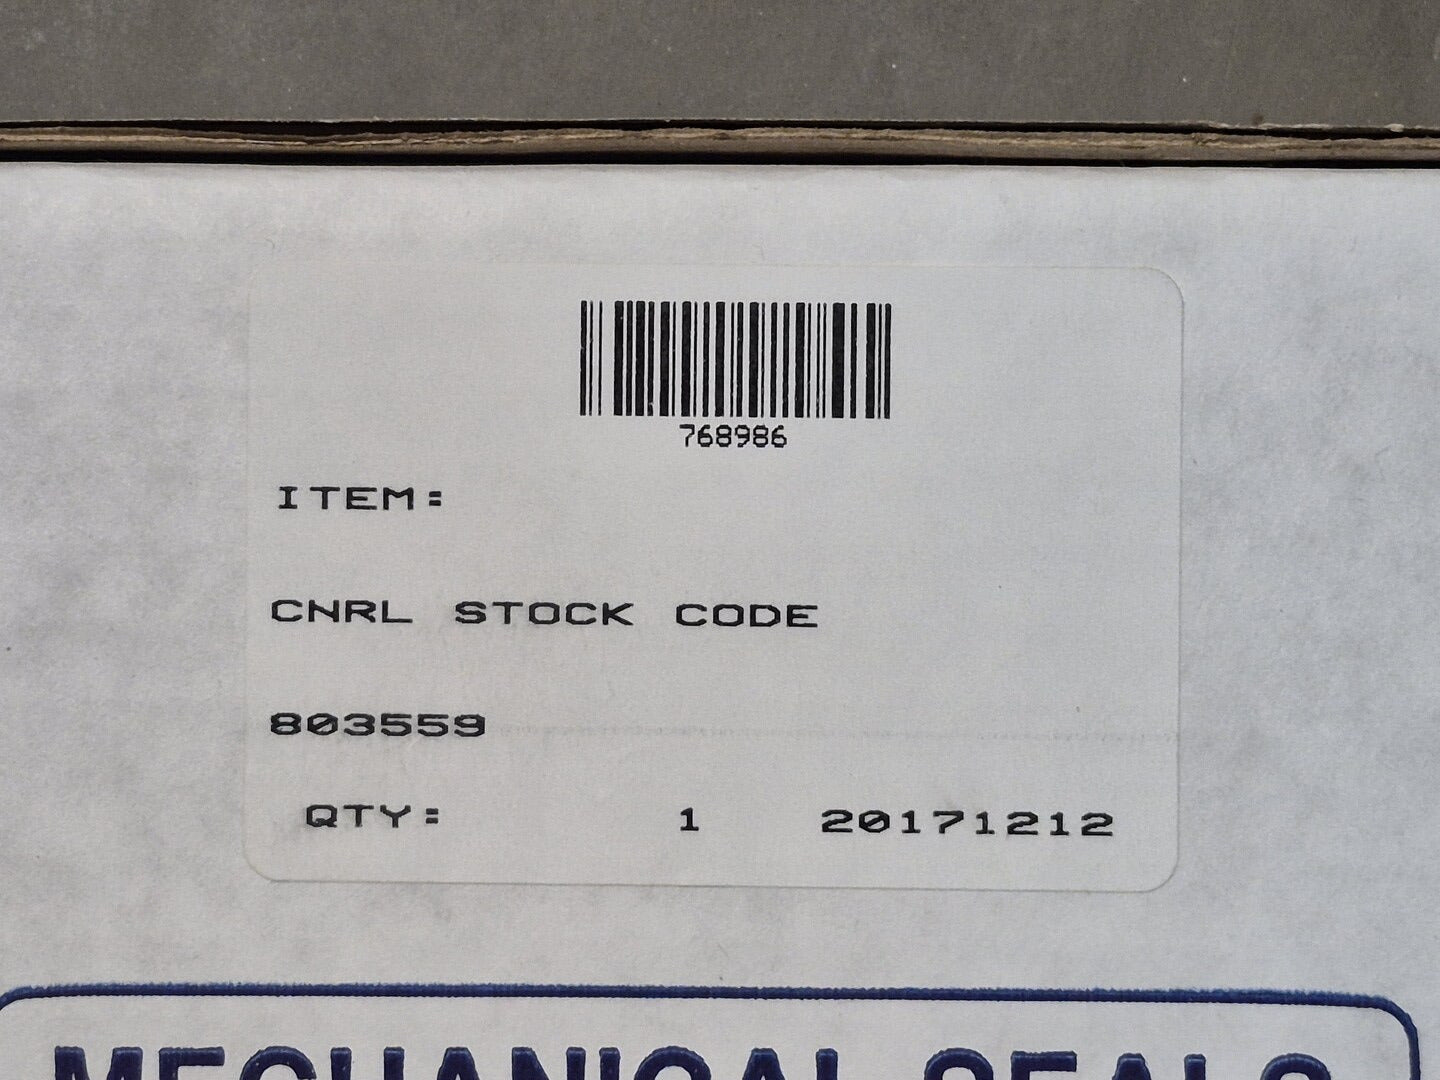 768986
ITEM:
CNRL STOCK CODE
803559
QTY: 1 20171212
MECHANICAL SEALS